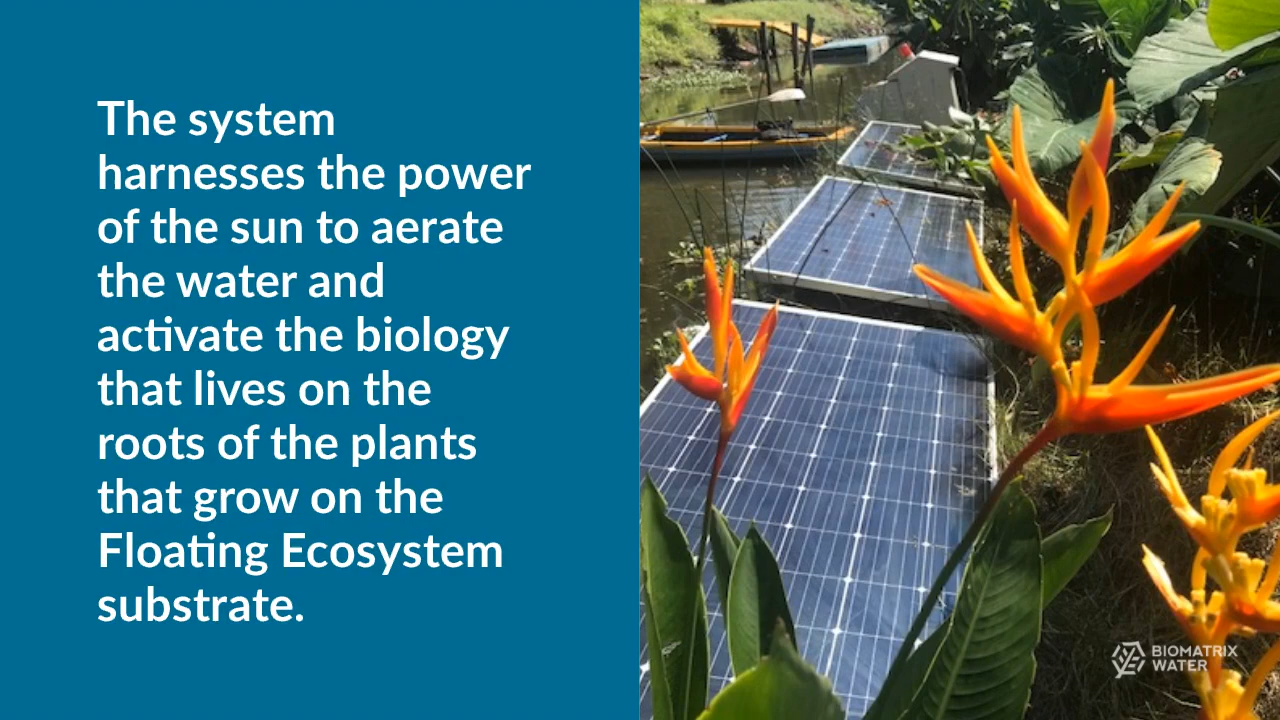 The system
harnesses the power
of the sun to aerate
the water and
activate the biology
that lives on the
roots of the plants
that grow on the
Floating Ecosystem
substrate.
BIOMATRIX
WATER